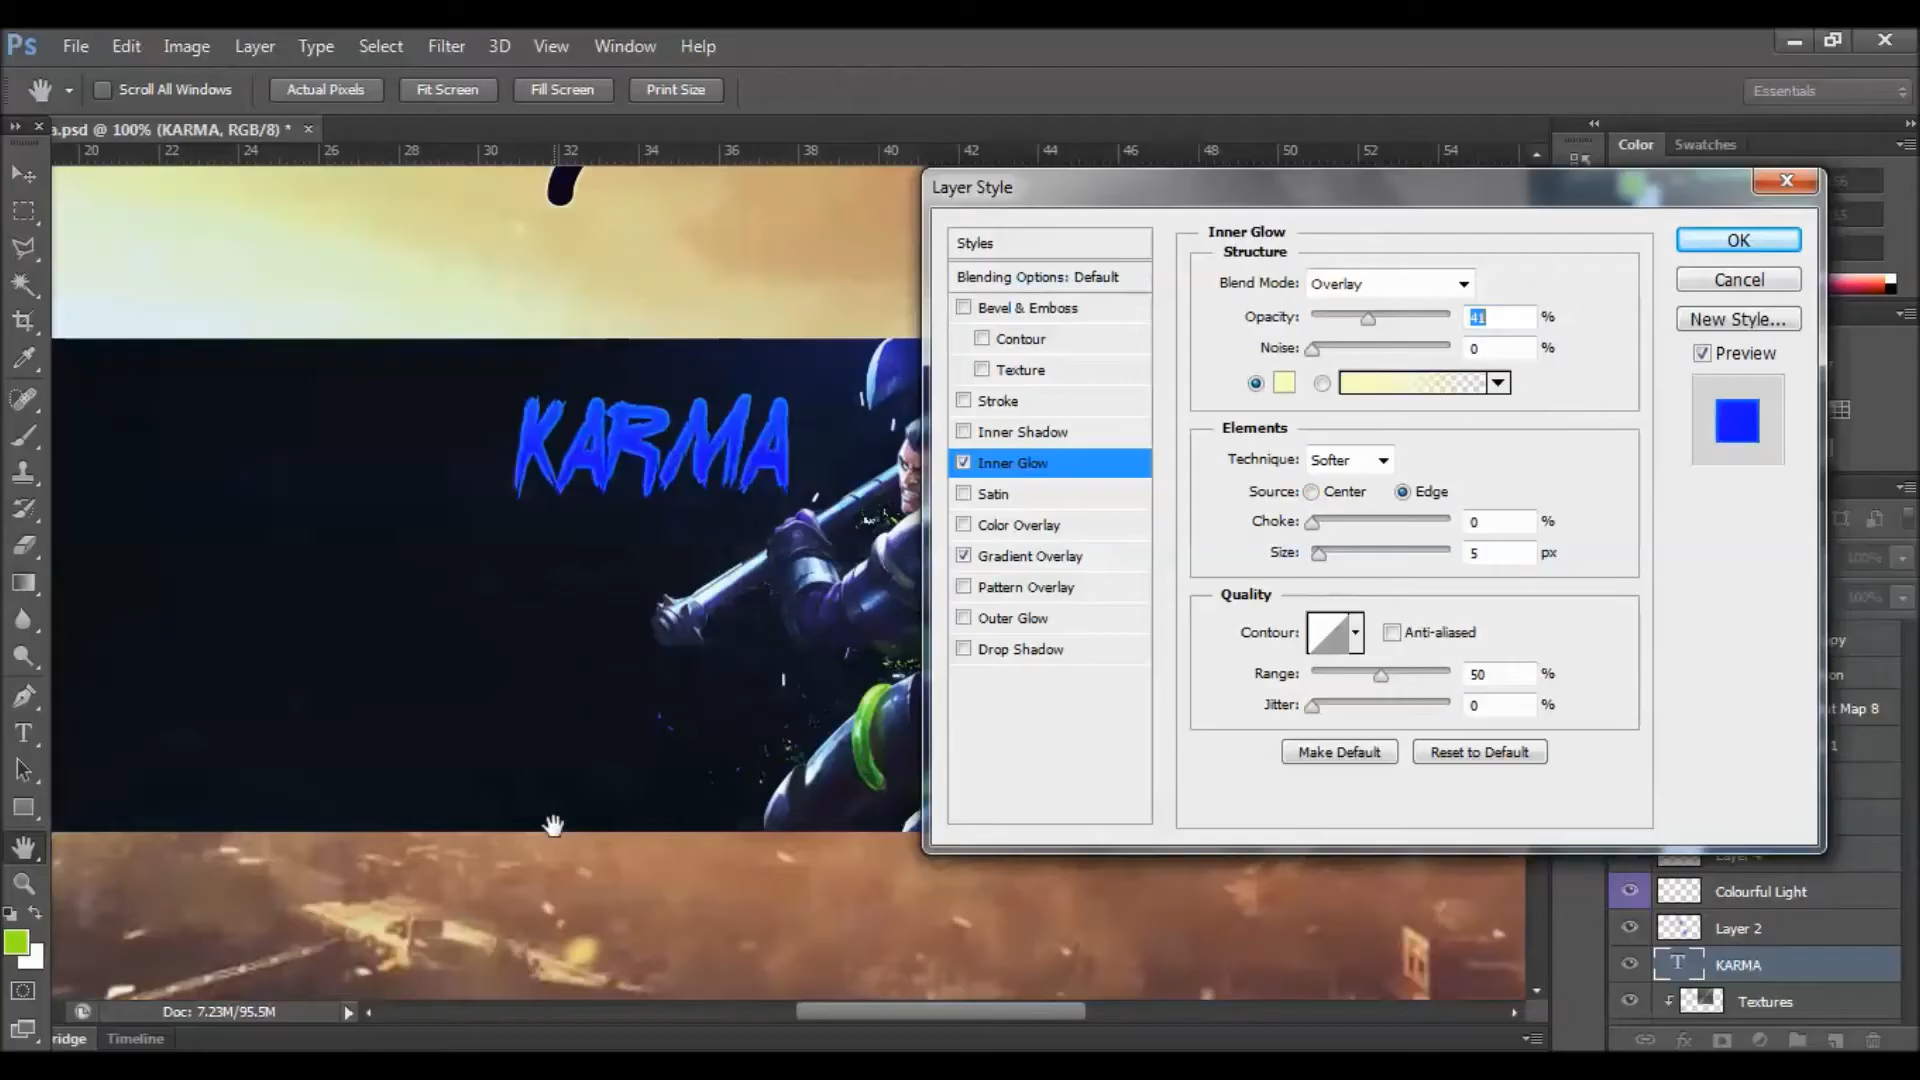 Ps File Edit Image Layer Type Select Filter 3D View Window Help
Scroll All Windows Actual Pixels Fit Screen Fill Screen Print Size Essentials
a.psd @ 100% (KARMA, RGB/8) * ×
20 22 24 26 28 30 32 34 36 38 40 42 44 46 48 50 52 54
Color Swatches
Layer Style
Styles
Blending Options: Default
Bevel & Emboss
Contour
Texture
Stroke
Inner Shadow
Inner Glow
Satin
Color Overlay
Gradient Overlay
Pattern Overlay
Outer Glow
Drop Shadow
Inner Glow
Structure
Blend Mode: Overlay
Opacity: 41 %
Noise: 0 %
Elements
Technique: Softer
Source: Center Edge
Choke: 0 %
Size: 5 px
Quality
Contour: Anti-aliased
Range: 50 %
Jitter: 0 %
Make Default Reset to Default
OK
Cancel
New Style...
Preview
KARMA
100%
100%
py
on
t Map 8
1
Colourful Light
Layer 2
T KARMA
Textures
Doc: 7.23M/95.5M
ridge Timeline